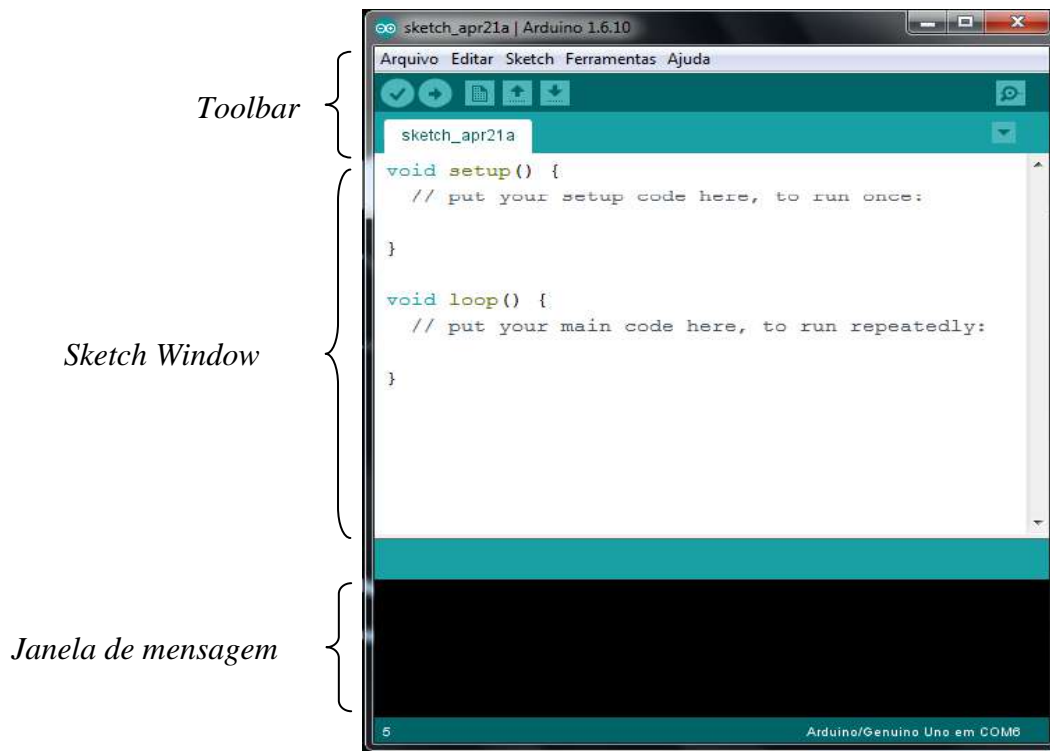 sketch_apr21a | Arduino 1.6.10
Arquivo Editar Sketch Ferramentas Ajuda
Toolbar
sketch_apr21a
void setup() {
// put your setup code here, to run once:
}
void loop() {
// put your main code here, to run repeatedly:
Sketch Window
}
Janela de mensagem
5
Arduino/Genuino Uno em COM6